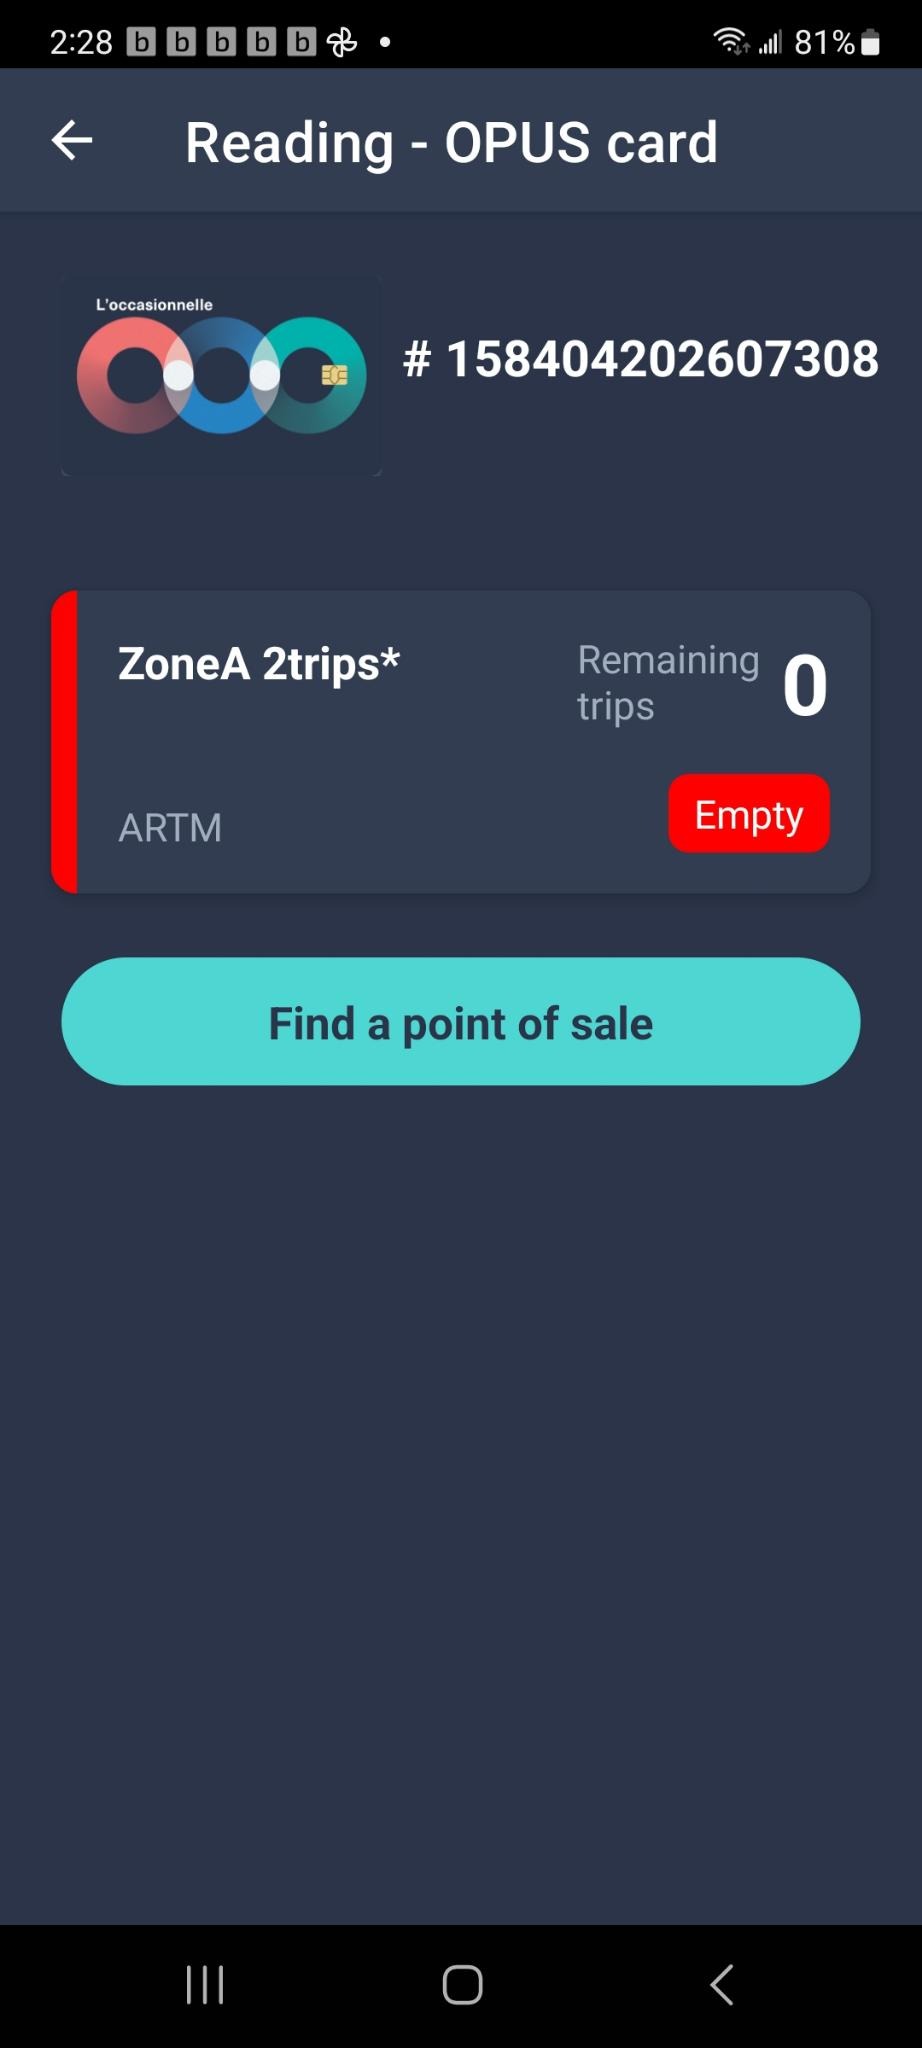 2:28 b b b b b 81%
Reading - OPUS card
L'occasionnelle
# 158404202607308
ZoneA 2trips*
Remaining
trips
0
ARTM
Empty
Find a point of sale